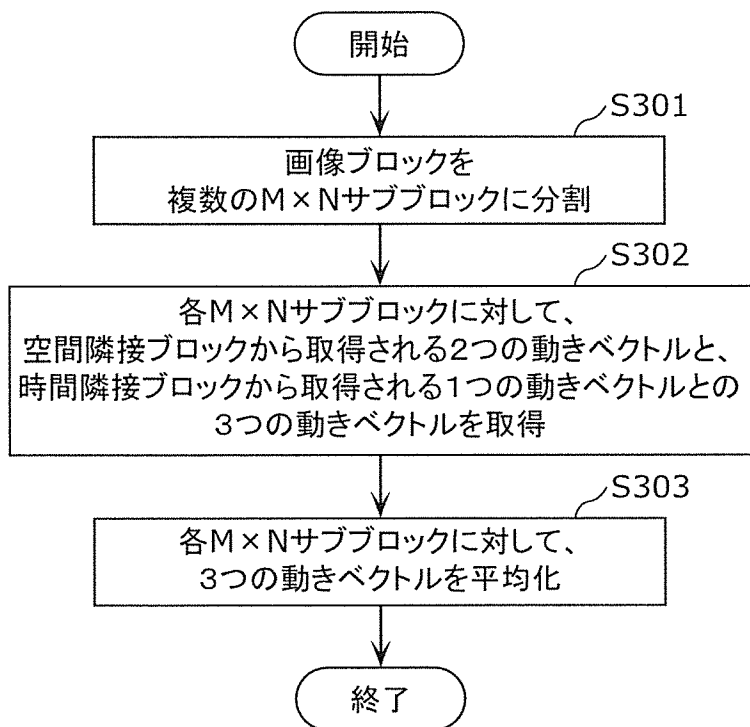 開始
S301
画像ブロックを
複数のM×Nサブブロックに分割
S302
各M×Nサブブロックに対して、
空間隣接ブロックから取得される2つの動きベクトルと、
時間隣接ブロックから取得される1つの動きベクトルとの
3つの動きベクトルを取得
S303
各M×Nサブブロックに対して、
3つの動きベクトルを平均化
終了